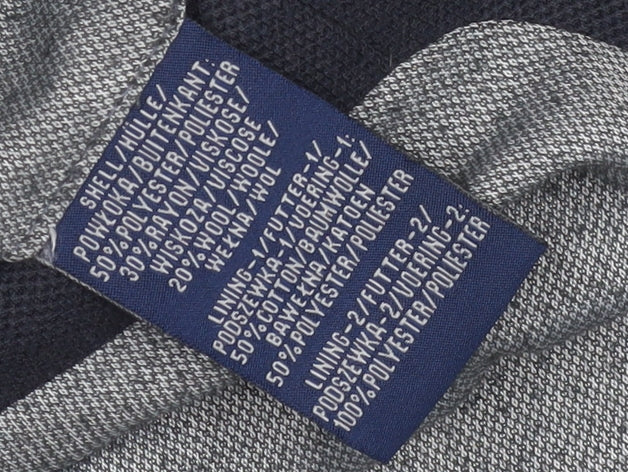 SHELL/HÜLLE/
POWŁOKA/BUITENKANT:
50%POLYESTER/POLIESTER
30%RAYON/VISKOSE/
WISKOZA/VISCOSE
20%WOOL/WOLLE/
WEŁNA/WOL
LINING-1/FUTTER-1/
PODSZEWKA-1/VOERING-1:
50%COTTON/BAUMWOLLE/
BAWEŁNA/KATOEN
50%POLYESTER/POLIESTER
LINING-2/FUTTER-2/
PODSZEWKA-2/VOERING-2:
100%POLYESTER/POLIESTER